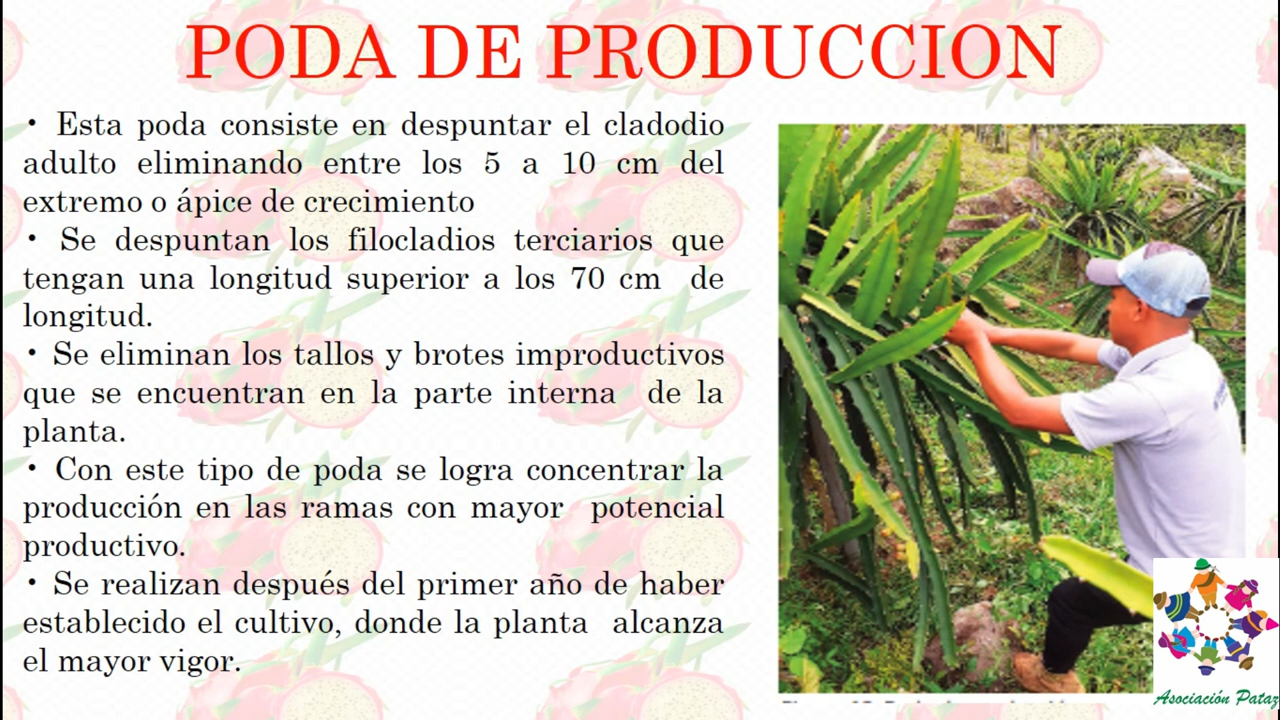 PODA DE PRODUCCION
• Esta poda consiste en despuntar el cladodio
adulto eliminando entre los 5 a 10 cm del
extremo o ápice de crecimiento
• Se despuntan los filocladios terciarios que
tengan una longitud superior a los 70 cm de
longitud.
• Se eliminan los tallos y brotes improductivos
que se encuentran en la parte interna de la
planta.
• Con este tipo de poda se logra concentrar la
producción en las ramas con mayor potencial
productivo.
• Se realizan después del primer año de haber
establecido el cultivo, donde la planta alcanza
el mayor vigor.
Asociación Pataz